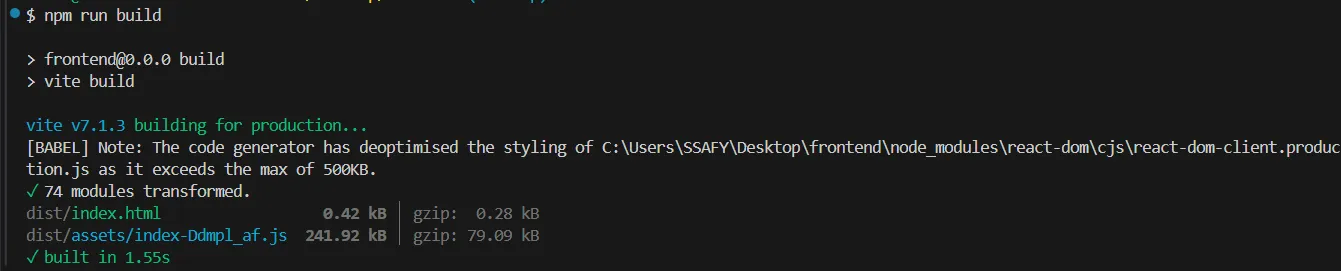 $ npm run build
> frontend@0.0.0 build
> vite build
vite v7.1.3 building for production...
[BABEL] Note: The code generator has deoptimised the styling of C:\Users\SSAFY\Desktop\frontend\node_modules\react-dom\cjs\react-dom-client.produc
tion.js as it exceeds the max of 500KB.
✓ 74 modules transformed.
dist/index.html 0.42 kB │ gzip: 0.28 kB
dist/assets/index-Ddmpl_af.js 241.92 kB │ gzip: 79.09 kB
✓ built in 1.55s